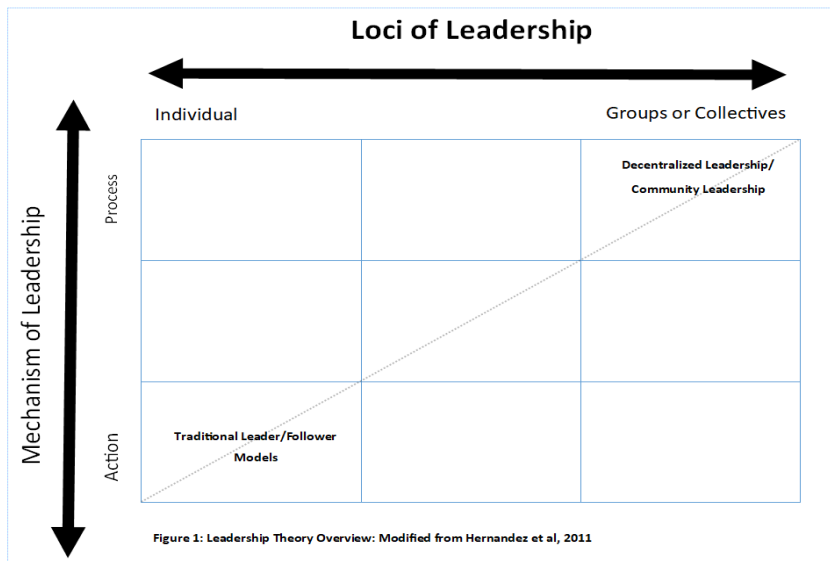 Loci of Leadership
Individual
Groups or Collectives
Mechanism of Leadership
Process
Decentralized Leadership/
Community Leadership
Action
Traditional Leader/Follower
Models
Figure 1: Leadership Theory Overview: Modified from Hernandez et al, 2011